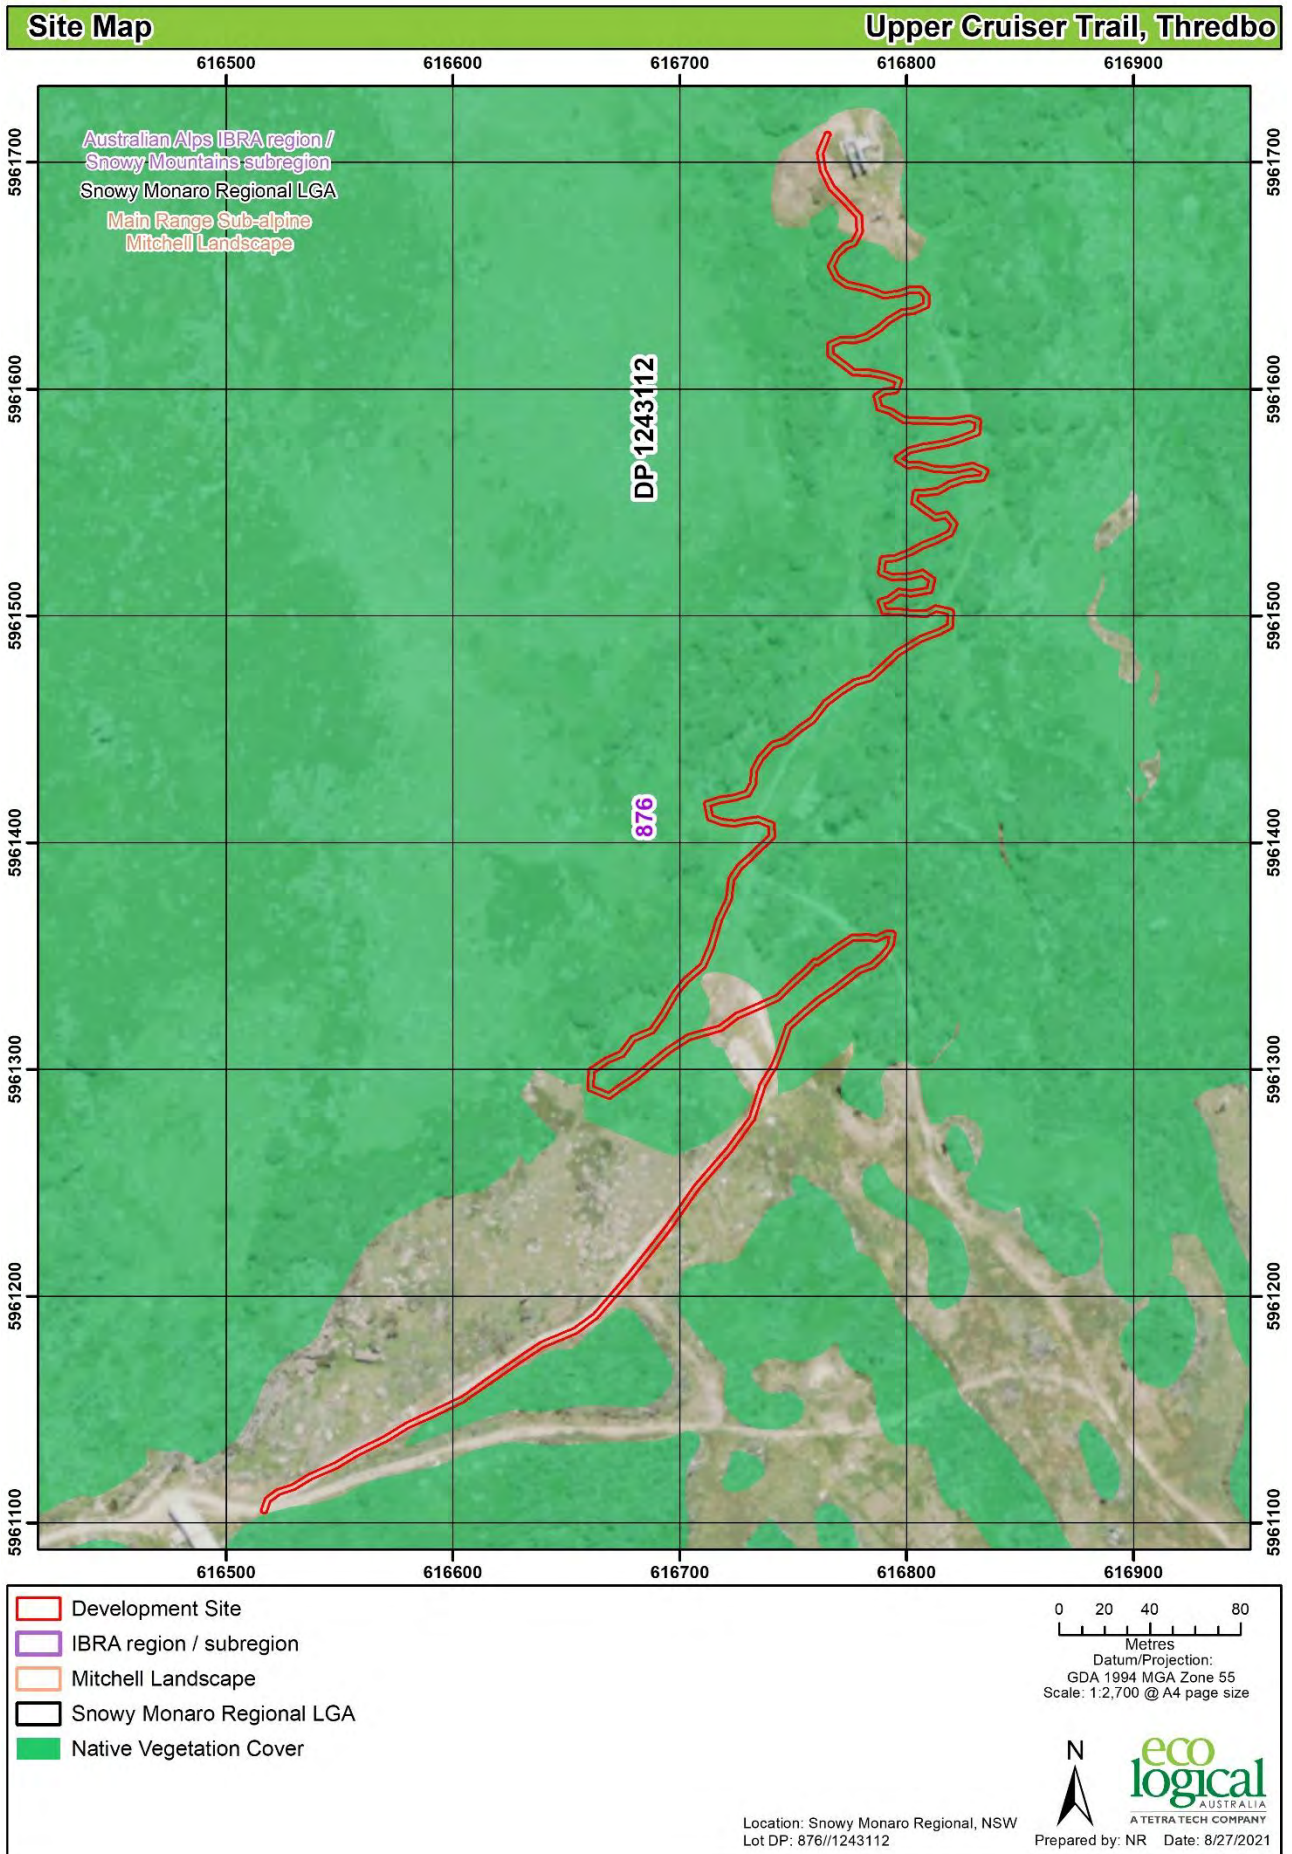 Site Map
Upper Cruiser Trail, Thredbo
616500 616600 616700 616800 616900
Australian Alps IBRA region /
Snowy Mountains subregion
Snowy Monaro Regional LGA
Main Range Sub-alpine
Mitchell Landscape
5961700 5961700
5961600 5961600
DP 1243112
5961500 5961500
876
5961400 5961400
5961300 5961300
5961200 5961200
5961100 5961100
616500 616600 616700 616800 616900
Development Site
IBRA region / subregion
Mitchell Landscape
Snowy Monaro Regional LGA
Native Vegetation Cover
0 20 40 80
Metres
Datum/Projection:
GDA 1994 MGA Zone 55
Scale: 1:2,700 @ A4 page size
N
eco
logical
AUSTRALIA
A TETRA TECH COMPANY
Location: Snowy Monaro Regional, NSW
Lot DP: 876//1243112
Prepared by: NR Date: 8/27/2021